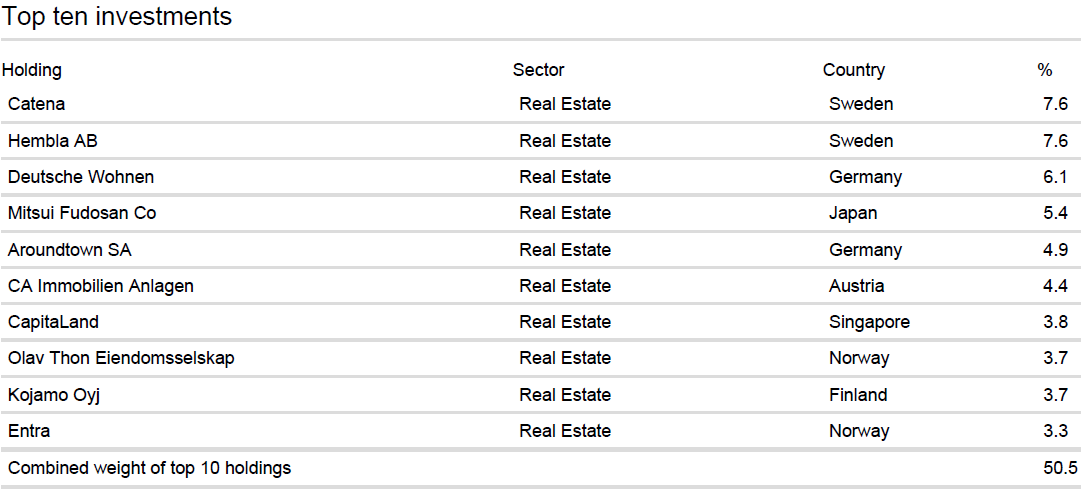 Top ten investments
Holding Sector Country %
Catena Real Estate Sweden 7.6
Hembla AB Real Estate Sweden 7.6
Deutsche Wohnen Real Estate Germany 6.1
Mitsui Fudosan Co Real Estate Japan 5.4
Aroundtown SA Real Estate Germany 4.9
CA Immobilien Anlagen Real Estate Austria 4.4
CapitaLand Real Estate Singapore 3.8
Olav Thon Eiendomsselskap Real Estate Norway 3.7
Kojamo Oyj Real Estate Finland 3.7
Entra Real Estate Norway 3.3
Combined weight of top 10 holdings 50.5